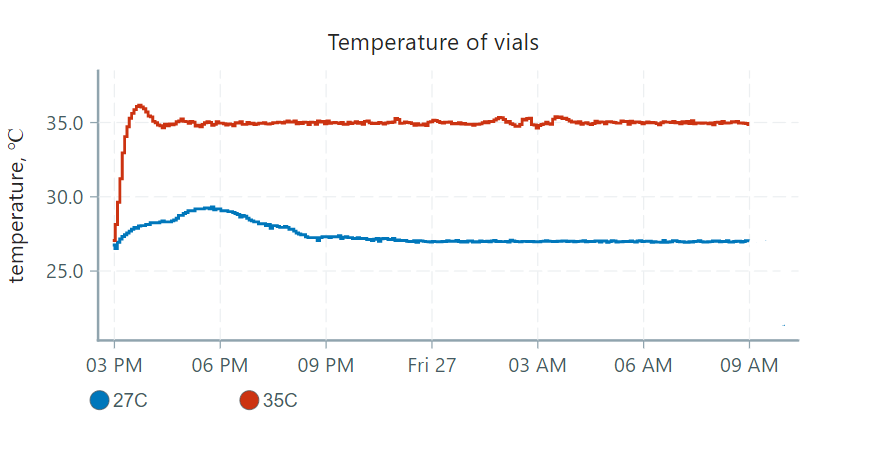 Temperature of vials
temperature, °C
35.0
30.0
25.0
03 PM 06 PM 09 PM Fri 27 03 AM 06 AM 09 AM
27C 35C